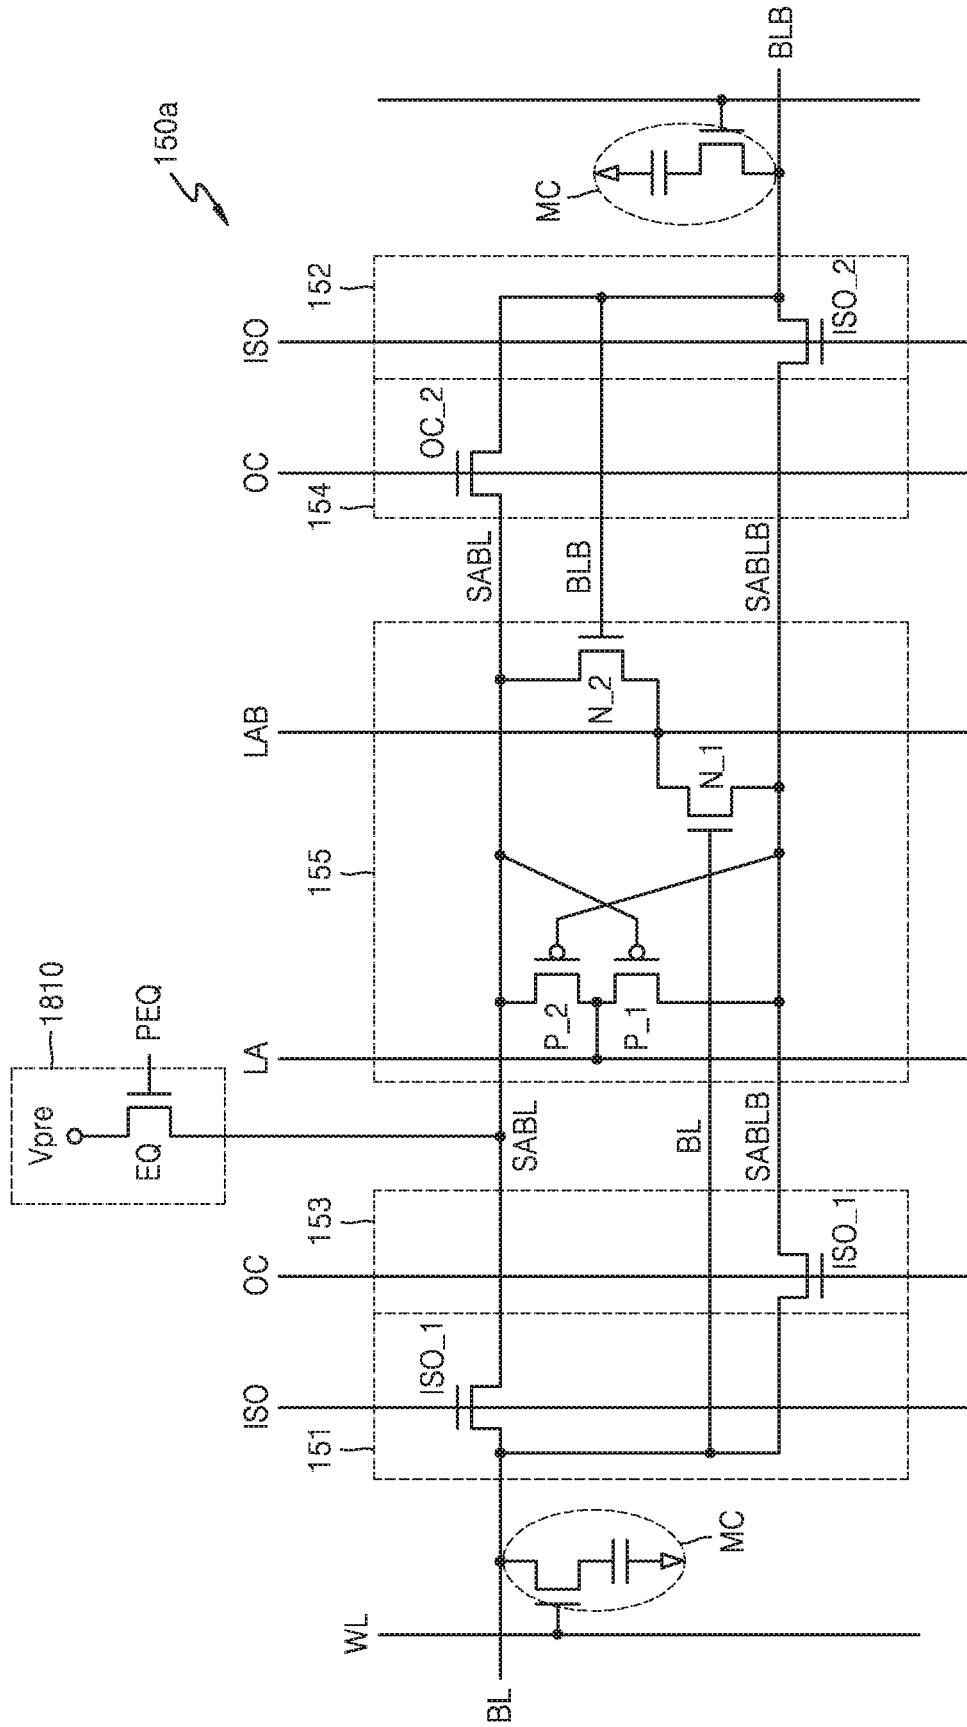 150a
1810
Vpre
PEQ
EQ
ISO
OC
LA
LAB
OC
ISO
151
153
155
154
152
WL
BL
MC
ISO_1
SABL
P_2
P_1
BL
SABLB
ISO_1
N_2
N_1
SABL
BLB
SABLB
OC_2
ISO_2
MC
BLB